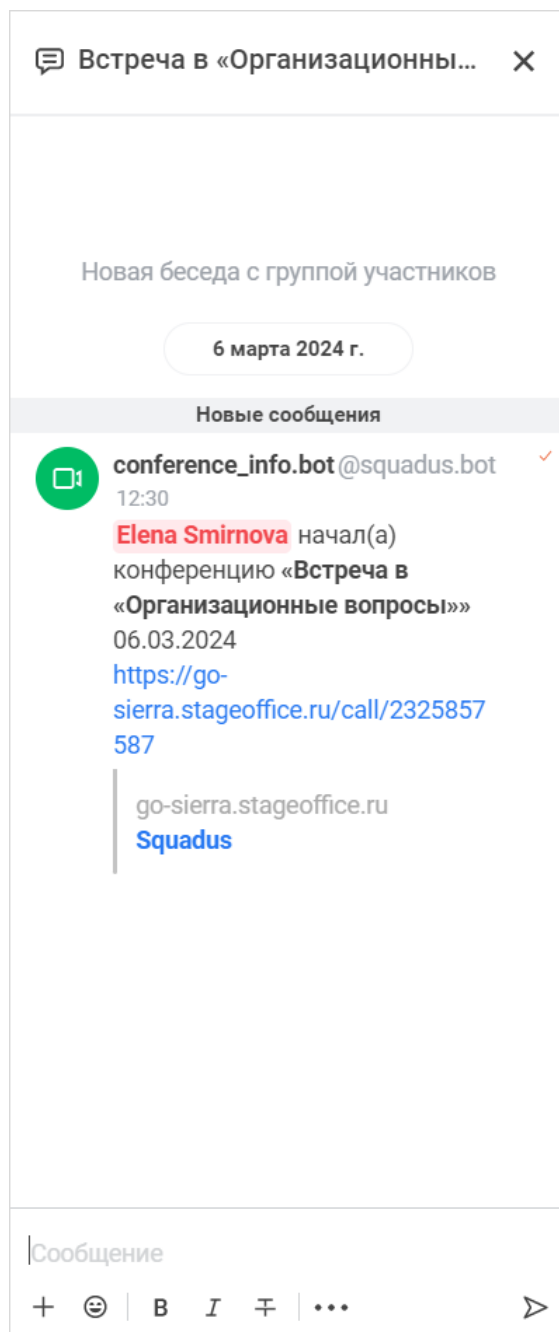 Встреча в «Организационны...
Новая беседа с группой участников
6 марта 2024 г.
Новые сообщения
conference_info.bot @squadus.bot
12:30
Elena Smirnova начал(а)
конференцию «Встреча в
«Организационные вопросы»»
06.03.2024
https://go-
sierra.stageoffice.ru/call/2325857
587
go-sierra.stageoffice.ru
Squadus
Сообщение
B I T